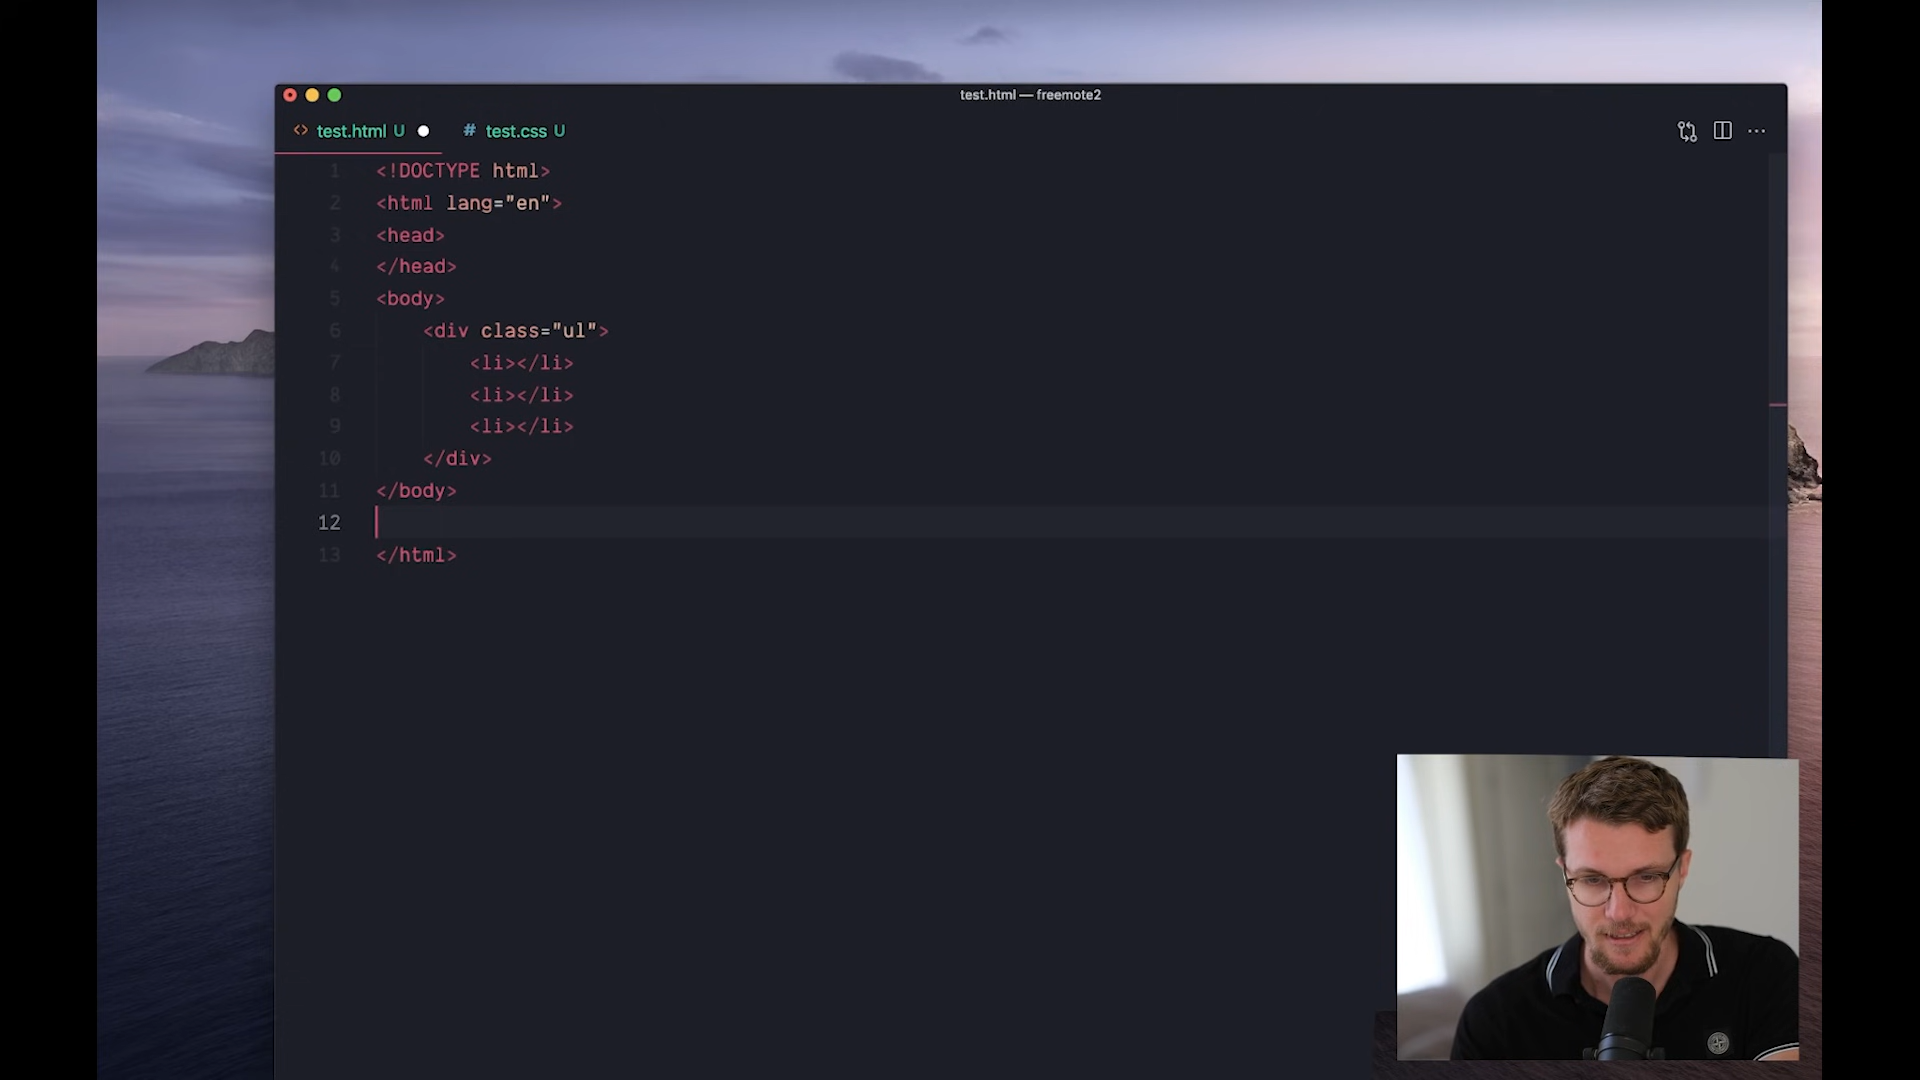 test.html — freemote2
<> test.html U # test.css U
1 <!DOCTYPE html>
2 <html lang="en">
3 <head>
4 </head>
5 <body>
6 <div class="ul">
7 <li></li>
8 <li></li>
9 <li></li>
10 </div>
11 </body>
12
13 </html>